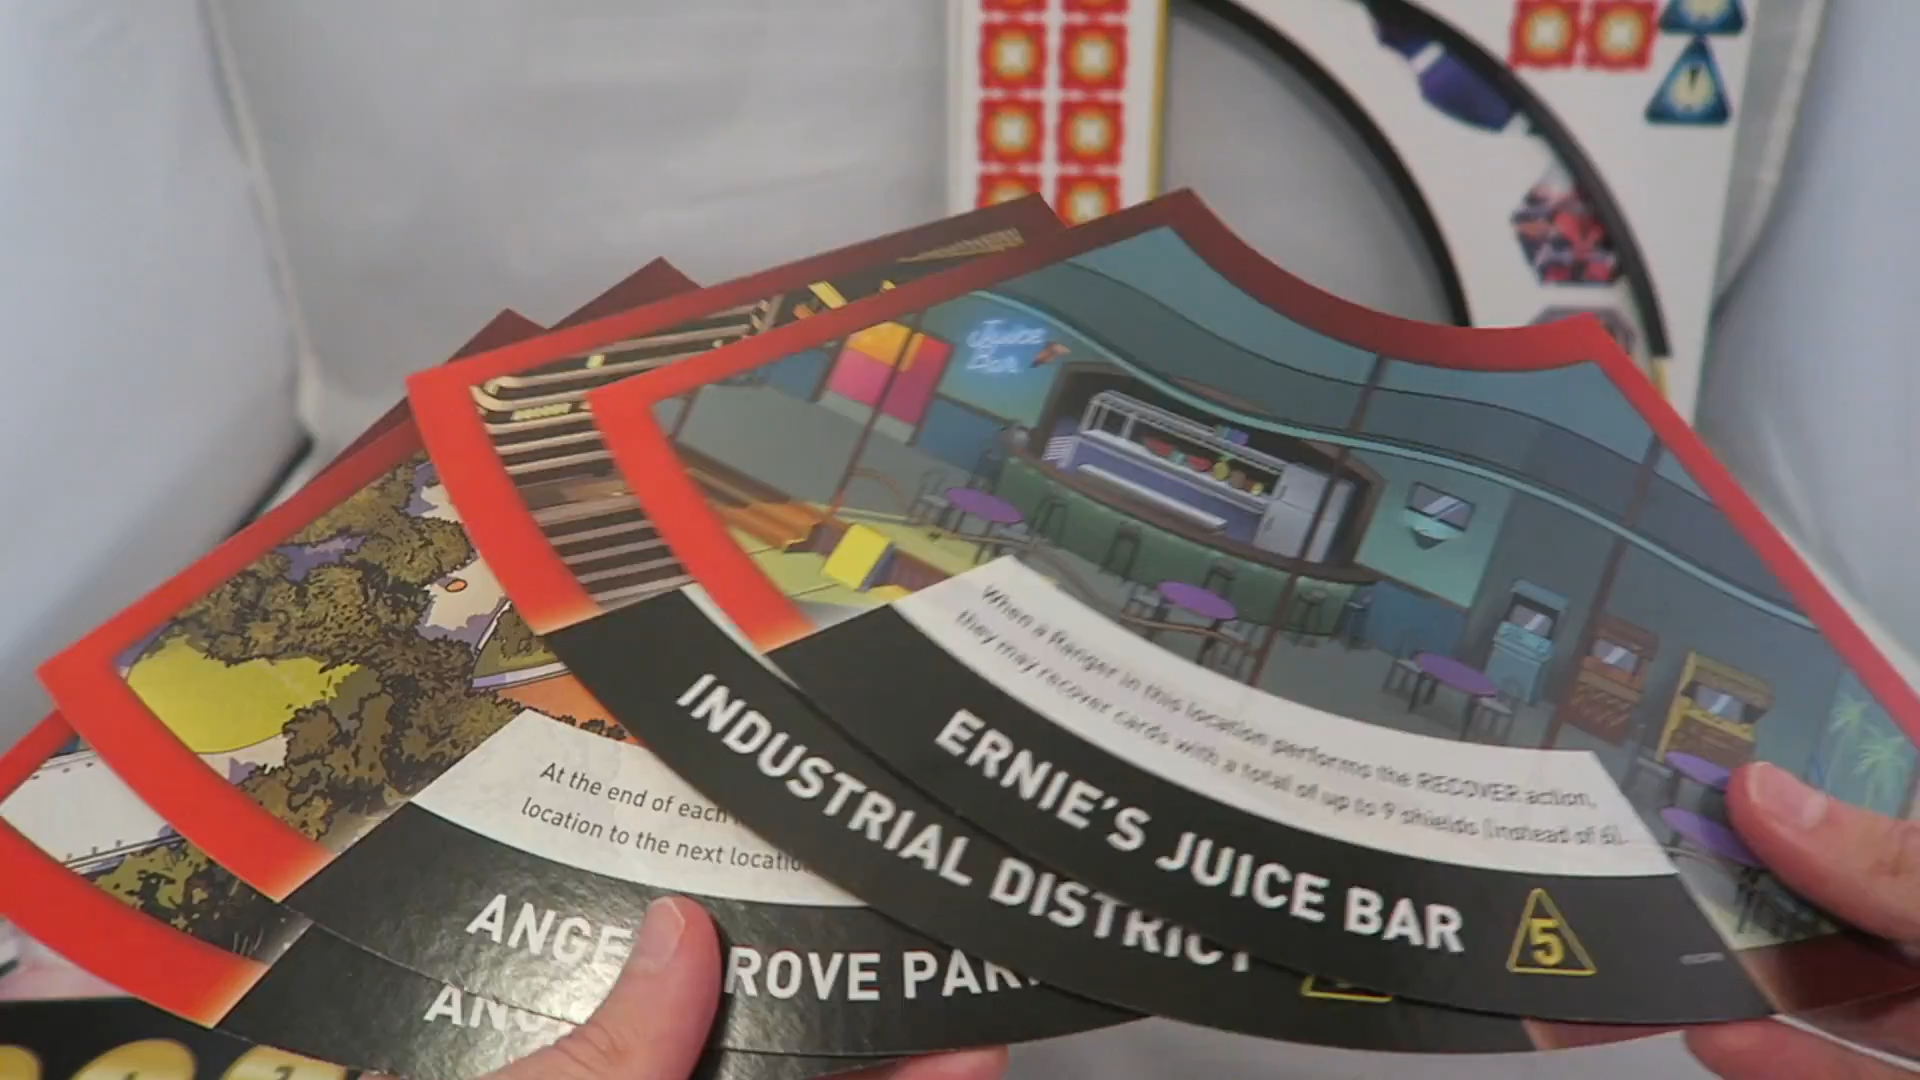 Juice
Bar
When a Ranger in this location performs the RECOVER action,
they may recover cards with a total of up to 9 shields (instead of 6).
ERNIE'S JUICE BAR
5
INDUSTRIAL DISTRICT
At the end of each
location to the next
ANGE ROVE PAR
AN